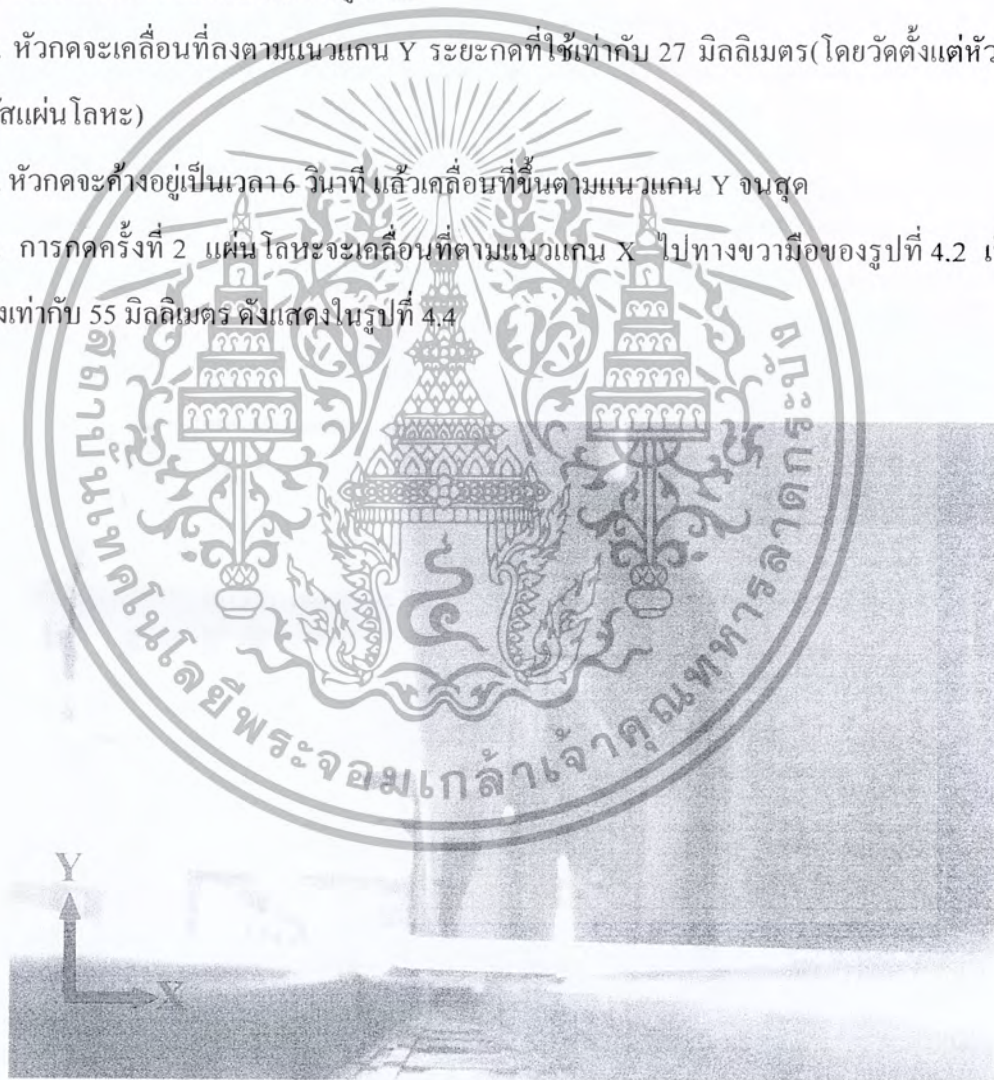 หัวกดจะเคลื่อนที่ลงตามแนวแกน Y ระยะกดที่ใช้เท่ากับ 27 มิลลิเมตร(โดยวัดตั้งแต่หัว
สแผ่นโลหะ)
หัวกดจะค้างอยู่เป็นเวลา 6 วินาที แล้วเคลื่อนที่ขึ้นตามแนวแกน Y จนสุด
การกดครั้งที่ 2 แผ่นโลหะจะเคลื่อนที่ตามแนวแกน X ไปทางขวามือของรูปที่ 4.2
เท่ากับ 55 มิลลิเมตร ดังแสดงในรูปที่ 4.4
สถาบันเทคโนโลยีพระจอมเกล้าเจ้าคุณทหารลาดกระบัง
Y
X